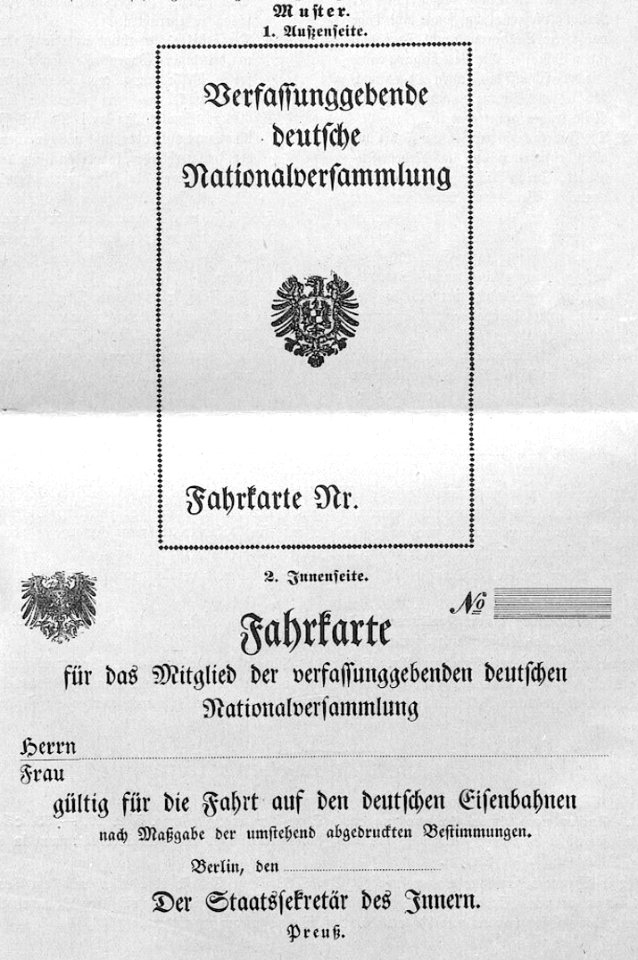 Muster.
1. Außenseite.
Verfassunggebende
deutsche
Nationalversammlung
Fahrkarte Nr.
2. Innenseite.
№
Fahrkarte
für das Mitglied der verfassunggebenden deutschen
Nationalversammlung
Herrn
Frau
gültig für die Fahrt auf den deutschen Eisenbahnen
nach Maßgabe der umstehend abgedruckten Bestimmungen.
Berlin, den
Der Staatssekretär des Innern.
Preuß.